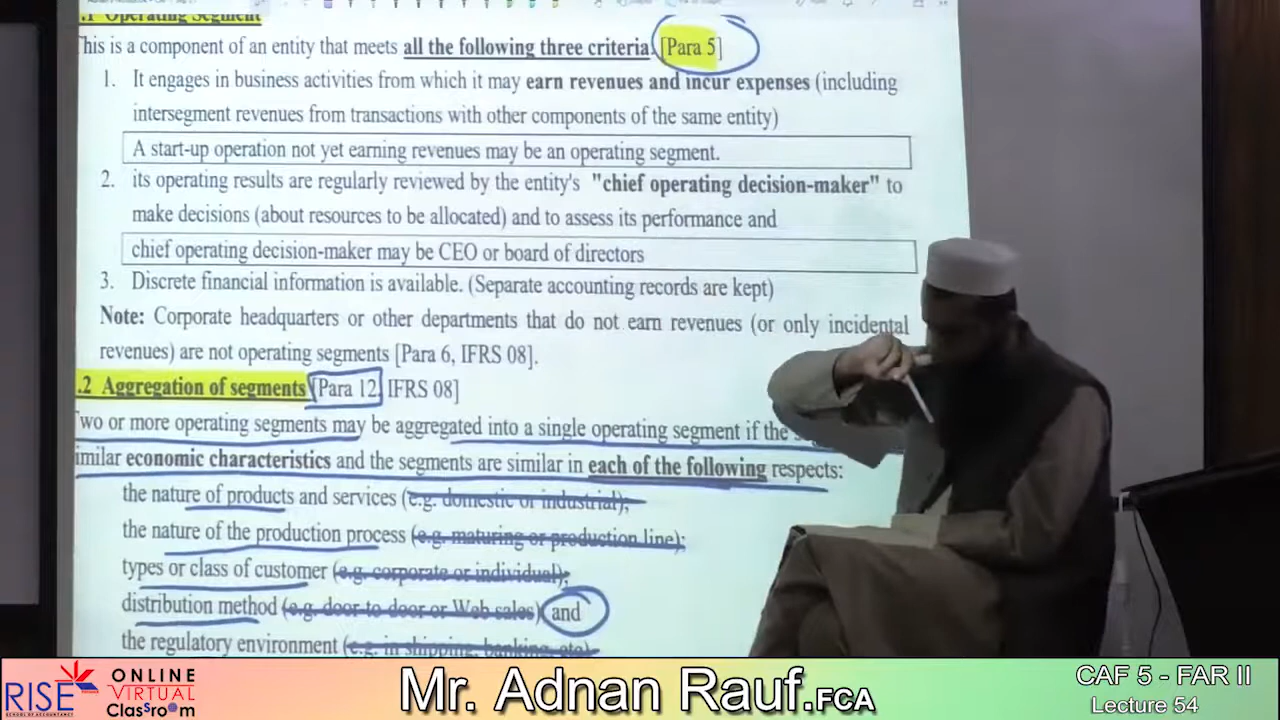 .1 Operating Segment
This is a component of an entity that meets all the following three criteria. [Para 5]
1. It engages in business activities from which it may earn revenues and incur expenses (including
intersegment revenues from transactions with other components of the same entity)
A start-up operation not yet earning revenues may be an operating segment.
2. its operating results are regularly reviewed by the entity's "chief operating decision-maker" to
make decisions (about resources to be allocated) and to assess its performance and
chief operating decision-maker may be CEO or board of directors
3. Discrete financial information is available. (Separate accounting records are kept)
Note: Corporate headquarters or other departments that do not earn revenues (or only incidental
revenues) are not operating segments [Para 6, IFRS 08].
.2 Aggregation of segments [Para 12, IFRS 08]
Two or more operating segments may be aggregated into a single operating segment if the
imilar economic characteristics and the segments are similar in each of the following respects:
the nature of products and services (e.g. domestic or industrial);
the nature of the production process (e.g. maturing or production line);
types or class of customer (e.g. corporate or individual);
distribution method (e.g. door to door or Web sales) and
the regulatory environment (e.g. in shipping, banking, etc)
RISE
SCHOOL OF ACCOUNTANCY
ONLINE
VIRTUAL
Classroom
Mr. Adnan Rauf.FCA
CAF 5 - FAR II
Lecture 54